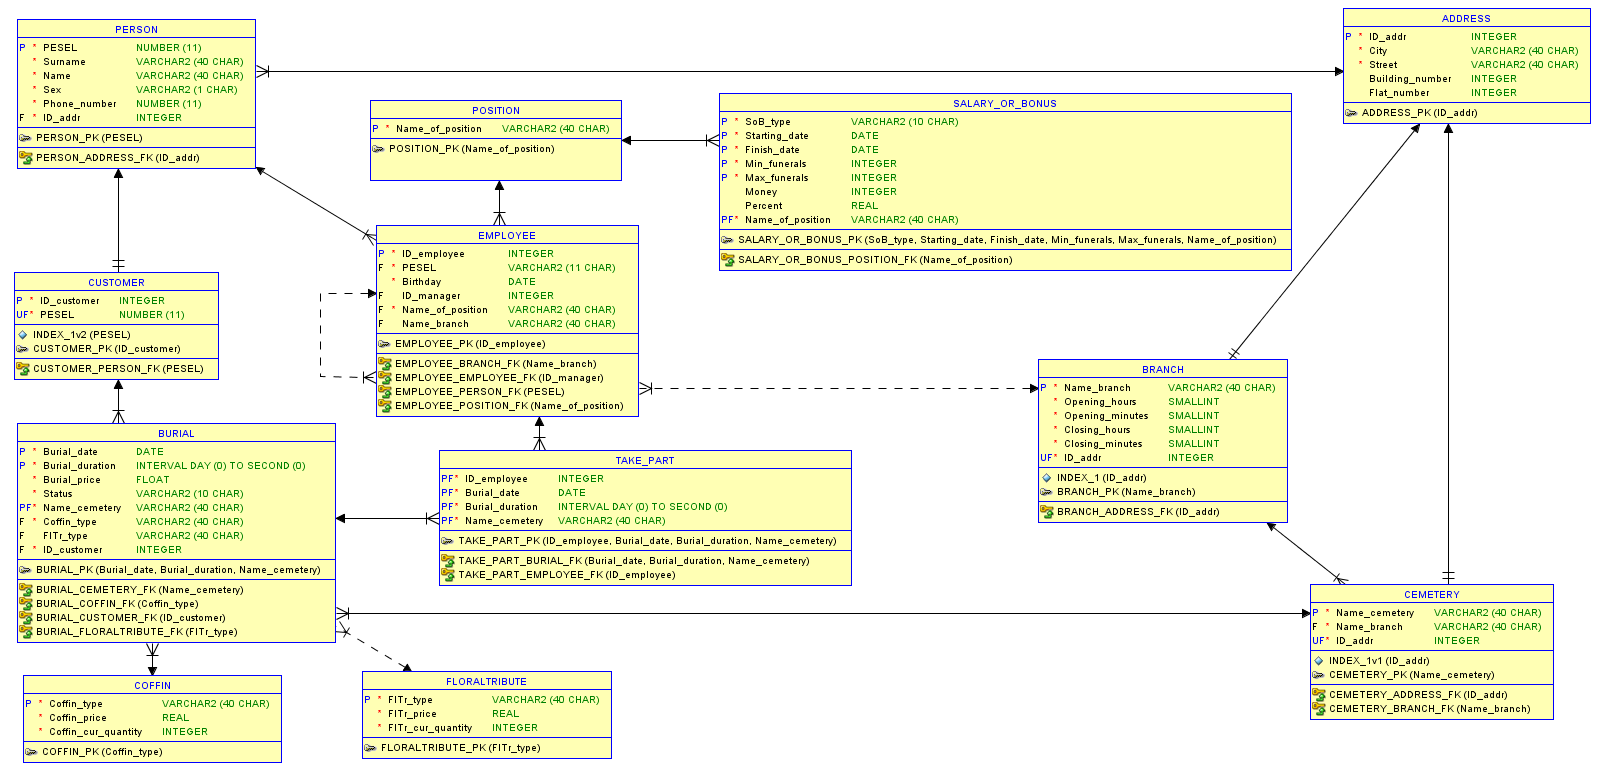 PERSON
P * PESEL NUMBER (11)
* Surname VARCHAR2 (40 CHAR)
* Name VARCHAR2 (40 CHAR)
* Sex VARCHAR2 (1 CHAR)
* Phone_number NUMBER (11)
F * ID_addr INTEGER
PERSON_PK (PESEL)
PERSON_ADDRESS_FK (ID_addr)
POSITION
P * Name_of_position VARCHAR2 (40 CHAR)
POSITION_PK (Name_of_position)
SALARY_OR_BONUS
P * SoB_type VARCHAR2 (10 CHAR)
P * Starting_date DATE
P * Finish_date DATE
P * Min_funerals INTEGER
P * Max_funerals INTEGER
Money INTEGER
Percent REAL
PF* Name_of_position VARCHAR2 (40 CHAR)
SALARY_OR_BONUS_PK (SoB_type, Starting_date, Finish_date, Min_funerals, Max_funerals, Name_of_position)
SALARY_OR_BONUS_POSITION_FK (Name_of_position)
ADDRESS
P * ID_addr INTEGER
* City VARCHAR2 (40 CHAR)
* Street VARCHAR2 (40 CHAR)
Building_number INTEGER
Flat_number INTEGER
ADDRESS_PK (ID_addr)
CUSTOMER
P * ID_customer INTEGER
UF* PESEL NUMBER (11)
INDEX_1v2 (PESEL)
CUSTOMER_PK (ID_customer)
CUSTOMER_PERSON_FK (PESEL)
EMPLOYEE
P * ID_employee INTEGER
F * PESEL VARCHAR2 (11 CHAR)
* Birthday DATE
F ID_manager INTEGER
F * Name_of_position VARCHAR2 (40 CHAR)
F Name_branch VARCHAR2 (40 CHAR)
EMPLOYEE_PK (ID_employee)
EMPLOYEE_BRANCH_FK (Name_branch)
EMPLOYEE_EMPLOYEE_FK (ID_manager)
EMPLOYEE_PERSON_FK (PESEL)
EMPLOYEE_POSITION_FK (Name_of_position)
BRANCH
P * Name_branch VARCHAR2 (40 CHAR)
* Opening_hours SMALLINT
* Opening_minutes SMALLINT
* Closing_hours SMALLINT
* Closing_minutes SMALLINT
UF* ID_addr INTEGER
INDEX_1 (ID_addr)
BRANCH_PK (Name_branch)
BRANCH_ADDRESS_FK (ID_addr)
BURIAL
P * Burial_date DATE
P * Burial_duration INTERVAL DAY (0) TO SECOND (0)
* Burial_price FLOAT
* Status VARCHAR2 (10 CHAR)
PF* Name_cemetery VARCHAR2 (40 CHAR)
F * Coffin_type VARCHAR2 (40 CHAR)
F FlTr_type VARCHAR2 (40 CHAR)
F * ID_customer INTEGER
BURIAL_PK (Burial_date, Burial_duration, Name_cemetery)
BURIAL_CEMETERY_FK (Name_cemetery)
BURIAL_COFFIN_FK (Coffin_type)
BURIAL_CUSTOMER_FK (ID_customer)
BURIAL_FLORALTRIBUTE_FK (FlTr_type)
TAKE_PART
PF* ID_employee INTEGER
PF* Burial_date DATE
PF* Burial_duration INTERVAL DAY (0) TO SECOND (0)
PF* Name_cemetery VARCHAR2 (40 CHAR)
TAKE_PART_PK (ID_employee, Burial_date, Burial_duration, Name_cemetery)
TAKE_PART_BURIAL_FK (Burial_date, Burial_duration, Name_cemetery)
TAKE_PART_EMPLOYEE_FK (ID_employee)
CEMETERY
P * Name_cemetery VARCHAR2 (40 CHAR)
F * Name_branch VARCHAR2 (40 CHAR)
UF* ID_addr INTEGER
INDEX_1v1 (ID_addr)
CEMETERY_PK (Name_cemetery)
CEMETERY_ADDRESS_FK (ID_addr)
CEMETERY_BRANCH_FK (Name_branch)
COFFIN
P * Coffin_type VARCHAR2 (40 CHAR)
* Coffin_price REAL
* Coffin_cur_quantity INTEGER
COFFIN_PK (Coffin_type)
FLORALTRIBUTE
P * FlTr_type VARCHAR2 (40 CHAR)
* FlTr_price REAL
* FlTr_cur_quantity INTEGER
FLORALTRIBUTE_PK (FlTr_type)